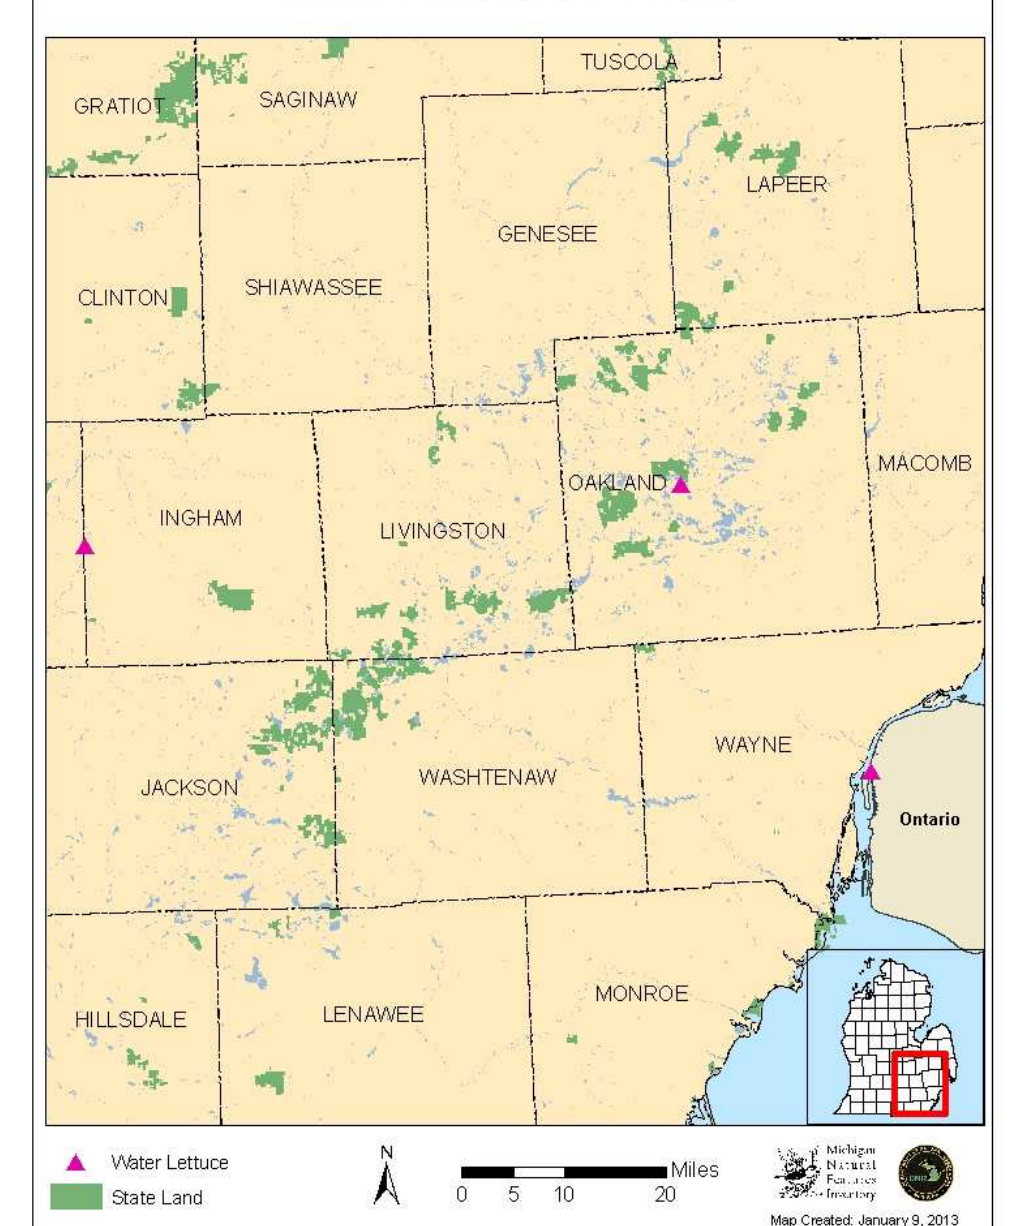 TUSCOLA
GRATIOT
SAGINAW
LAPEER
GENESEE
SHIAWASSEE
CLINTON
MACOMB
OAKLAND
INGHAM
LIVINGSTON
WAYNE
WASHTENAW
JACKSON
Ontario
MONROE
LENAWEE
HILLSDALE
Water Lettuce
State Land
N
Miles
0 5 10 20
Michigan
Natural
Features
Inventory
DNR
Map Created: January 9, 2013